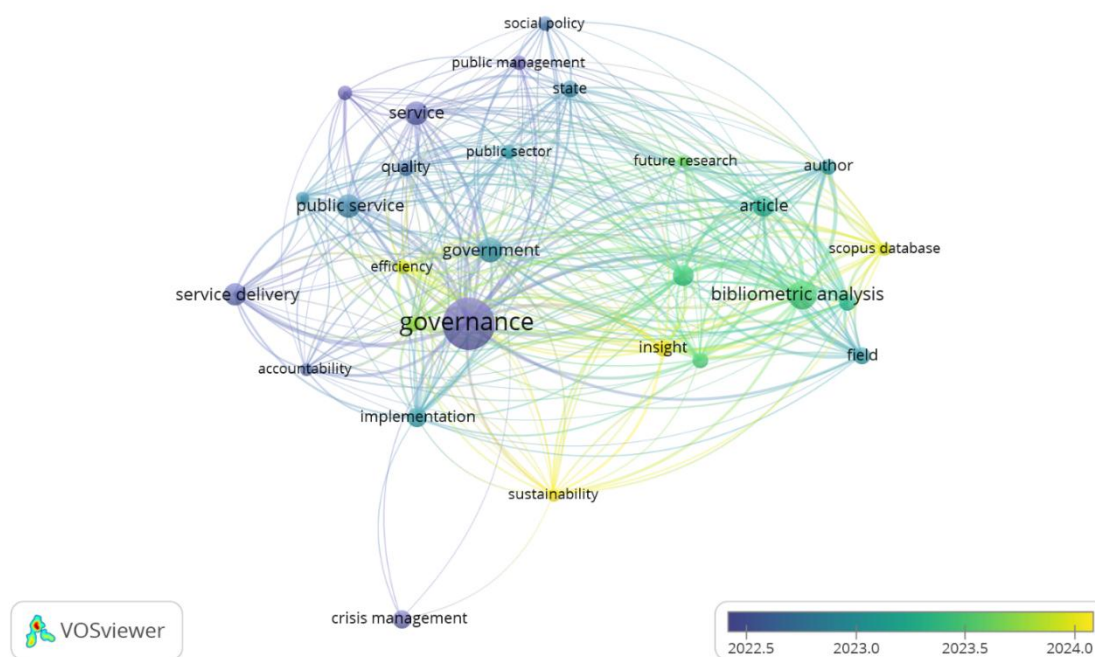 social policy
public management
state
service
public sector
future research
quality
author
public service
article
government
scopus database
efficiency
service delivery
bibliometric analysis
governance
insight
field
accountability
implementation
sustainability
crisis management
VOSviewer
2022.5 2023.0 2023.5 2024.0